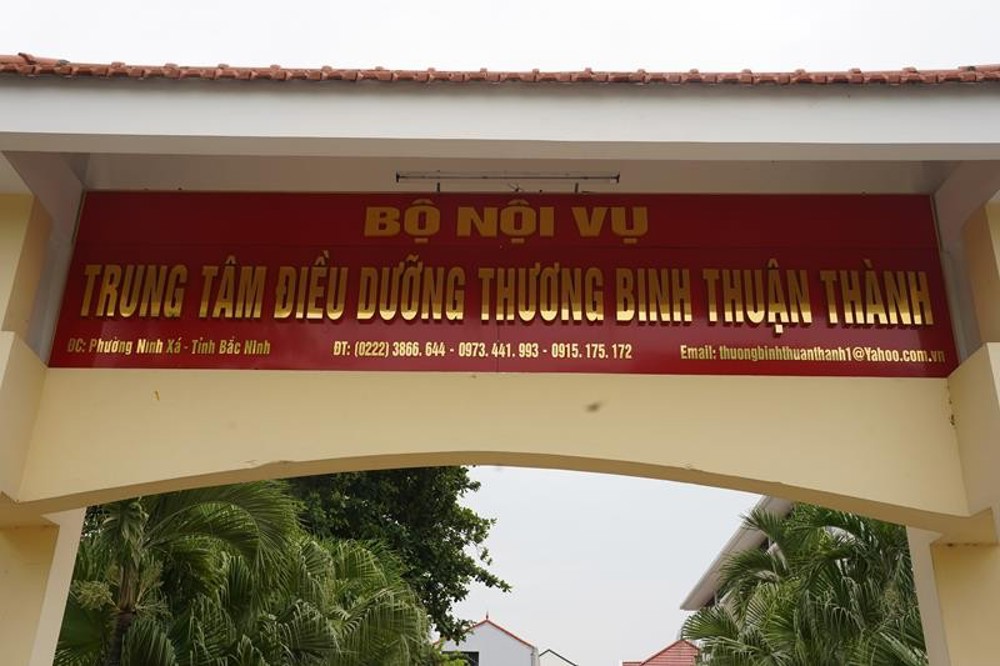 BỘ NỘI VỤ
TRUNG TÂM ĐIỀU DƯỠNG THƯƠNG BINH THUẬN THÀNH
ĐC: Phường Ninh Xá - Tỉnh Bắc Ninh ĐT: (0222) 3866. 644 - 0973. 441. 993 - 0915. 175. 172 Email: thuongbinhthuanthanh1@Yahoo.com.vn